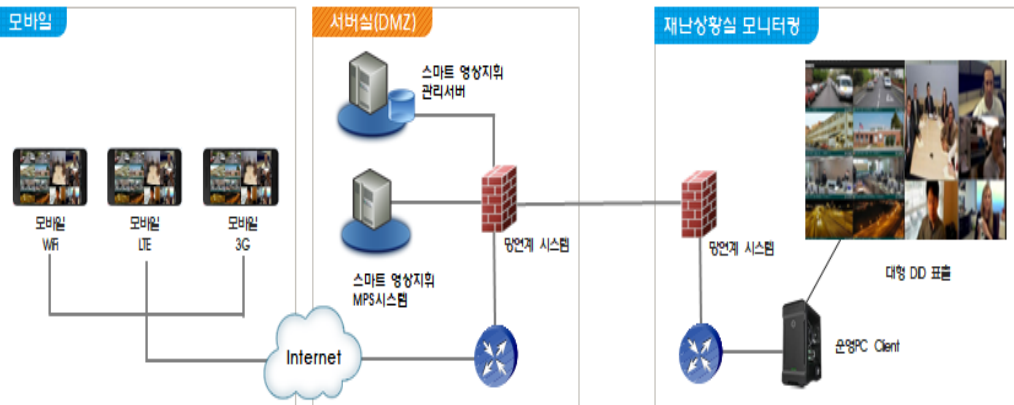 모바일
서버실(DMZ)
재난상황실 모니터링
스마트 영상지휘
관리서버
모바일
WiFi
모바일
LTE
모바일
3G
망연계 시스템
망연계 시스템
스마트 영상지휘
MPS시스템
대형 DID 표출
Internet
운영PC Client